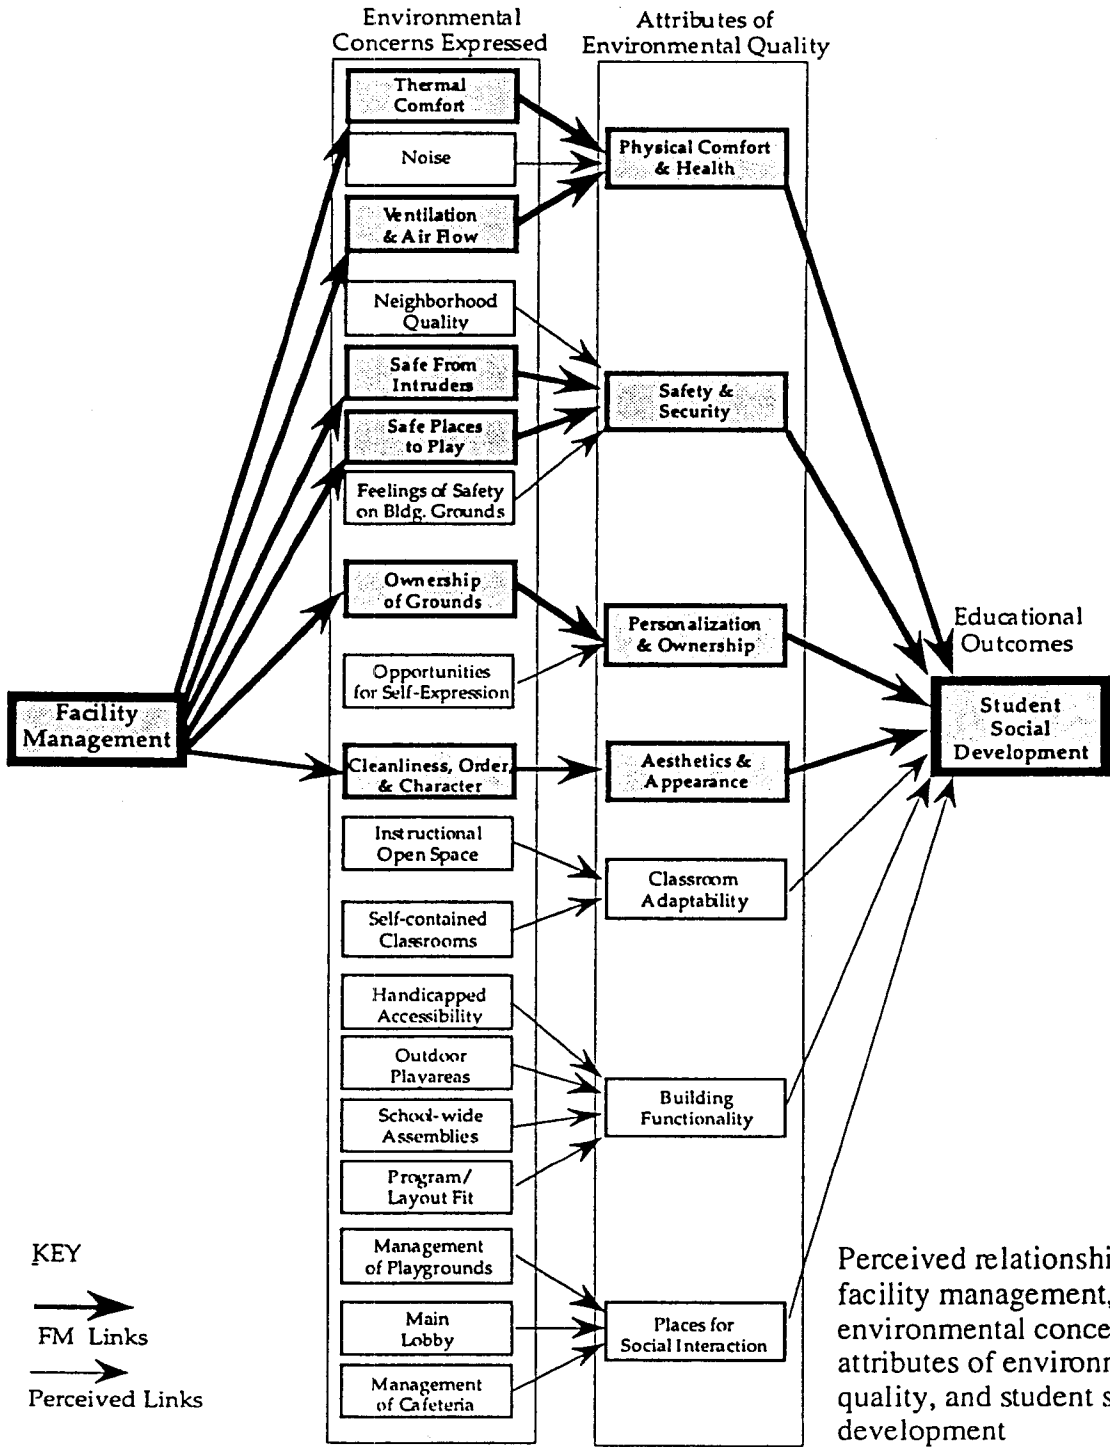 Environmental
Concerns Expressed
Attributes of
Environmental Quality
Thermal
Comfort
Noise
Ventilation
& Air Flow
Neighborhood
Quality
Safe From
Intruders
Safe Places
to Play
Feelings of Safety
on Bldg. Grounds
Ownership
of Grounds
Opportunities
for Self-Expression
Cleanliness, Order,
& Character
Instructional
Open Space
Self-contained
Classrooms
Handicapped
Accessibility
Outdoor
Playareas
School-wide
Assemblies
Program/
Layout Fit
Management
of Playgrounds
Main
Lobby
Management
of Cafeteria
Physical Comfort
& Health
Safety &
Security
Personalization
& Ownership
Aesthetics &
Appearance
Classroom
Adaptability
Building
Functionality
Places for
Social Interaction
Facility
Management
Educational
Outcomes
Student
Social
Development
KEY
FM Links
Perceived Links
Perceived relationshi
facility management,
environmental conce
attributes of environm
quality, and student s
development